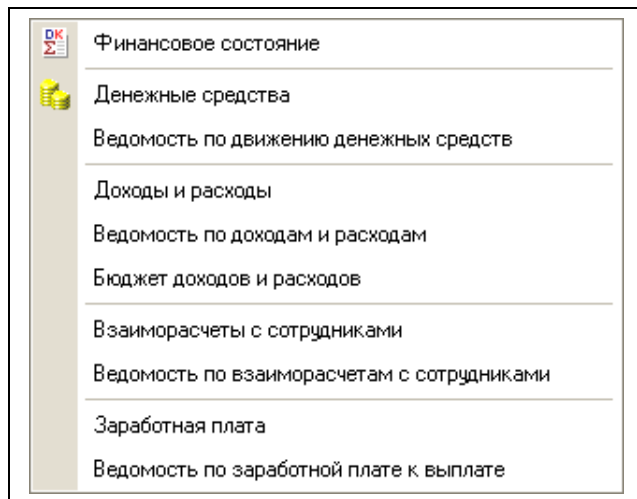 DK
Σ
Финансовое состояние
Денежные средства
Ведомость по движению денежных средств
Доходы и расходы
Ведомость по доходам и расходам
Бюджет доходов и расходов
Взаиморасчеты с сотрудниками
Ведомость по взаиморасчетам с сотрудниками
Заработная плата
Ведомость по заработной плате к выплате